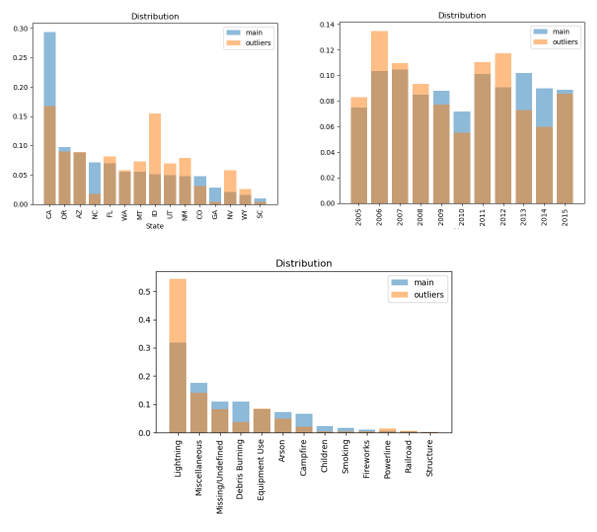 Distribution
main
outliers
0.30
0.25
0.20
0.15
0.10
0.05
0.00
CA OR AZ NC FL WA MT ID UT NM CO GA NV WY SC
State
Distribution
main
outliers
0.14
0.12
0.10
0.08
0.06
0.04
0.02
0.00
2005 2006 2007 2008 2009 2010 2011 2012 2013 2014 2015
Distribution
main
outliers
0.5
0.4
0.3
0.2
0.1
0.0
Lightning
Miscellaneous
Missing/Undefined
Debris Burning
Equipment Use
Arson
Campfire
Children
Smoking
Fireworks
Powerline
Railroad
Structure